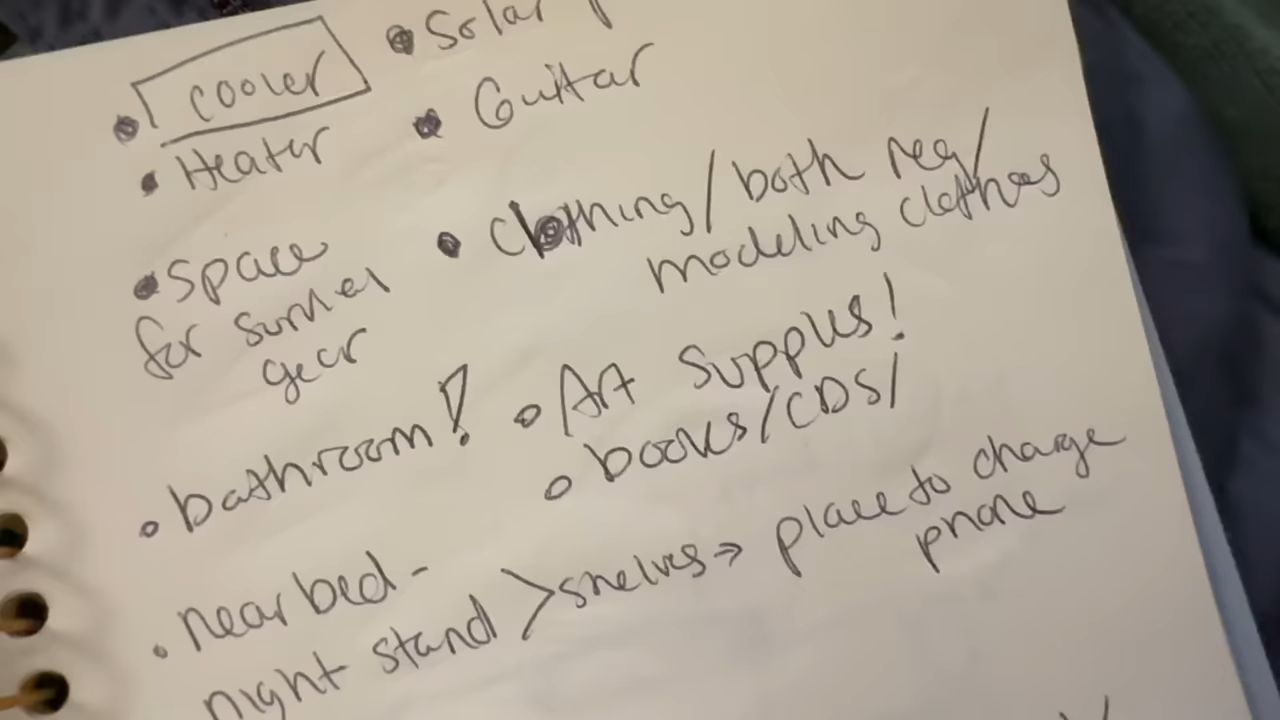 • cooler
• Heater
• space
for summer
gear
• bathroom!
• near bed -
night stand > shelves → place to charge
phone
• Solar
• Guitar
• Clothing/both reg/
modeling clothes
• Art Supplies!
• books/CDS/